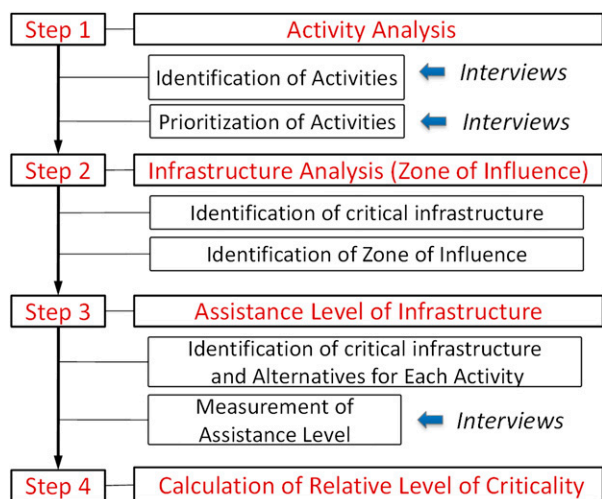 Step 1 Activity Analysis
Identification of Activities Interviews
Prioritization of Activities Interviews
Step 2 Infrastructure Analysis (Zone of Influence)
Identification of critical infrastructure
Identification of Zone of Influence
Step 3 Assistance Level of Infrastructure
Identification of critical infrastructure
and Alternatives for Each Activity
Measurement of
Assistance Level Interviews
Step 4 Calculation of Relative Level of Criticality